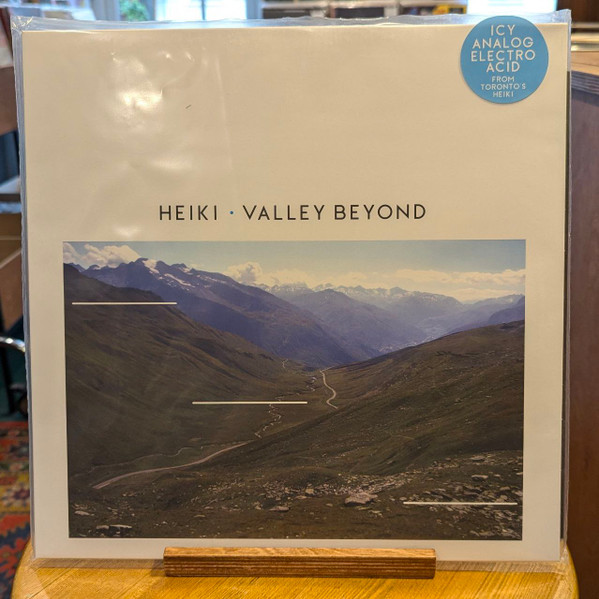 ICY
ANALOG
ELECTRO
ACID
FROM
TORONTO'S
HEIKI
HEIKI · VALLEY BEYOND